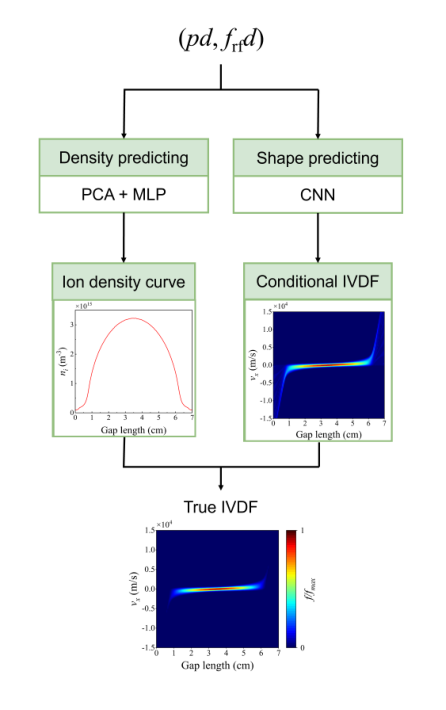 (pd, f_rf d)
Density predicting
PCA + MLP
Shape predicting
CNN
Ion density curve
×10^15
3
2
1
0
n_i (m^-3)
0 1 2 3 4 5 6 7
Gap length (cm)
Conditional IVDF
×10^4
1.5
1.0
0.5
0.0
-0.5
-1.0
-1.5
v_x (m/s)
0 1 2 3 4 5 6 7
Gap length (cm)
True IVDF
×10^4
1.5
1.0
0.5
0.0
-0.5
-1.0
-1.5
v_x (m/s)
0 1 2 3 4 5 6 7
Gap length (cm)
1
0
f/f_max